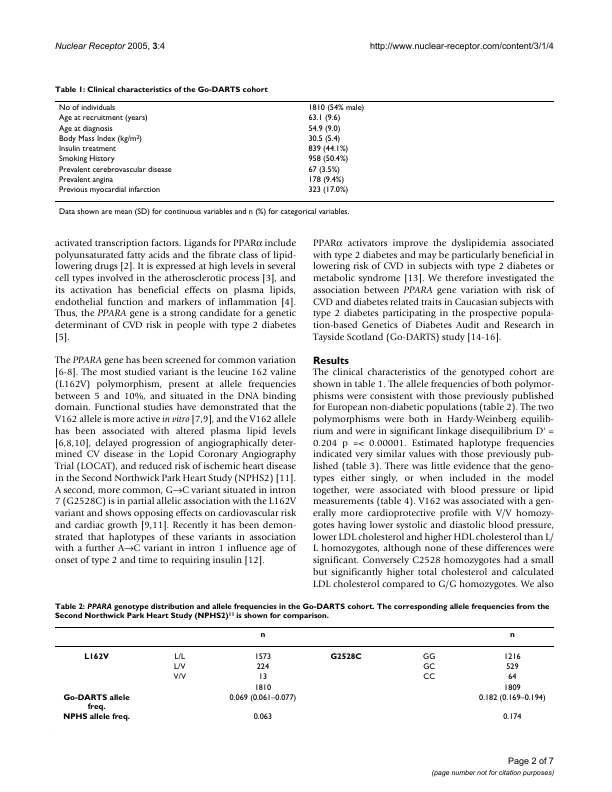 Nuclear Receptor 2005, 3:4
http://www.nuclear-receptor.com/content/3/1/4
Table 1: Clinical characteristics of the Go-DARTS cohort
No of individuals 1810 (54% male)
Age at recruitment (years) 63.1 (9.6)
Age at diagnosis 54.9 (9.0)
Body Mass Index (kg/m²) 30.5 (5.4)
Insulin treatment 839 (44.1%)
Smoking History 958 (50.4%)
Prevalent cerebrovascular disease 67 (3.5%)
Prevalent angina 178 (9.4%)
Previous myocardial infarction 323 (17.0%)
Data shown are mean (SD) for continuous variables and n (%) for categorical variables.
activated transcription factors. Ligands for PPARα include
polyunsaturated fatty acids and the fibrate class of lipid-
lowering drugs [2]. It is expressed at high levels in several
cell types involved in the atherosclerotic process [3], and
its activation has beneficial effects on plasma lipids,
endothelial function and markers of inflammation [4].
Thus, the PPARA gene is a strong candidate for a genetic
determinant of CVD risk in people with type 2 diabetes
[5].
The PPARA gene has been screened for common variation
[6-8]. The most studied variant is the leucine 162 valine
(L162V) polymorphism, present at allele frequencies
between 5 and 10%, and situated in the DNA binding
domain. Functional studies have demonstrated that the
V162 allele is more active in vitro [7,9], and the V162 allele
has been associated with altered plasma lipid levels
[6,8,10], delayed progression of angiographically deter-
mined CV disease in the Lopid Coronary Angiography
Trial (LOCAT), and reduced risk of ischemic heart disease
in the Second Northwick Park Heart Study (NPHS2) [11].
A second, more common, G→C variant situated in intron
7 (G2528C) is in partial allelic association with the L162V
variant and shows opposing effects on cardiovascular risk
and cardiac growth [9,11]. Recently it has been demon-
strated that haplotypes of these variants in association
with a further A→C variant in intron 1 influence age of
onset of type 2 and time to requiring insulin [12].
PPARα activators improve the dyslipidemia associated
with type 2 diabetes and may be particularly beneficial in
lowering risk of CVD in subjects with type 2 diabetes or
metabolic syndrome [13]. We therefore investigated the
association between PPARA gene variation with risk of
CVD and diabetes related traits in Caucasian subjects with
type 2 diabetes participating in the prospective popula-
tion-based Genetics of Diabetes Audit and Research in
Tayside Scotland (Go-DARTS) study [14-16].
Results
The clinical characteristics of the genotyped cohort are
shown in table 1. The allele frequencies of both polymor-
phisms were consistent with those previously published
for European non-diabetic populations (table 2). The two
polymorphisms were both in Hardy-Weinberg equilib-
rium and were in significant linkage disequilibrium D' =
0.204 p =< 0.00001. Estimated haplotype frequencies
indicated very similar values with those previously pub-
lished (table 3). There was little evidence that the geno-
types either singly, or when included in the model
together, were associated with blood pressure or lipid
measurements (table 4). V162 was associated with a gen-
erally more cardioprotective profile with V/V homozy-
gotes having lower systolic and diastolic blood pressure,
lower LDL cholesterol and higher HDL cholesterol than L/
L homozygotes, although none of these differences were
significant. Conversely C2528 homozygotes had a small
but significantly higher total cholesterol and calculated
LDL cholesterol compared to G/G homozygotes. We also
Table 2: PPARA genotype distribution and allele frequencies in the Go-DARTS cohort. The corresponding allele frequencies from the
Second Northwick Park Heart Study (NPHS2)¹¹ is shown for comparison.
n n
L162V L/L 1573 G2528C GG 1216
L/V 224 GC 529
V/V 13 CC 64
1810 1809
Go-DARTS allele 0.069 (0.061–0.077) 0.182 (0.169–0.194)
freq.
NPHS allele freq. 0.063 0.174
Page 2 of 7
(page number not for citation purposes)